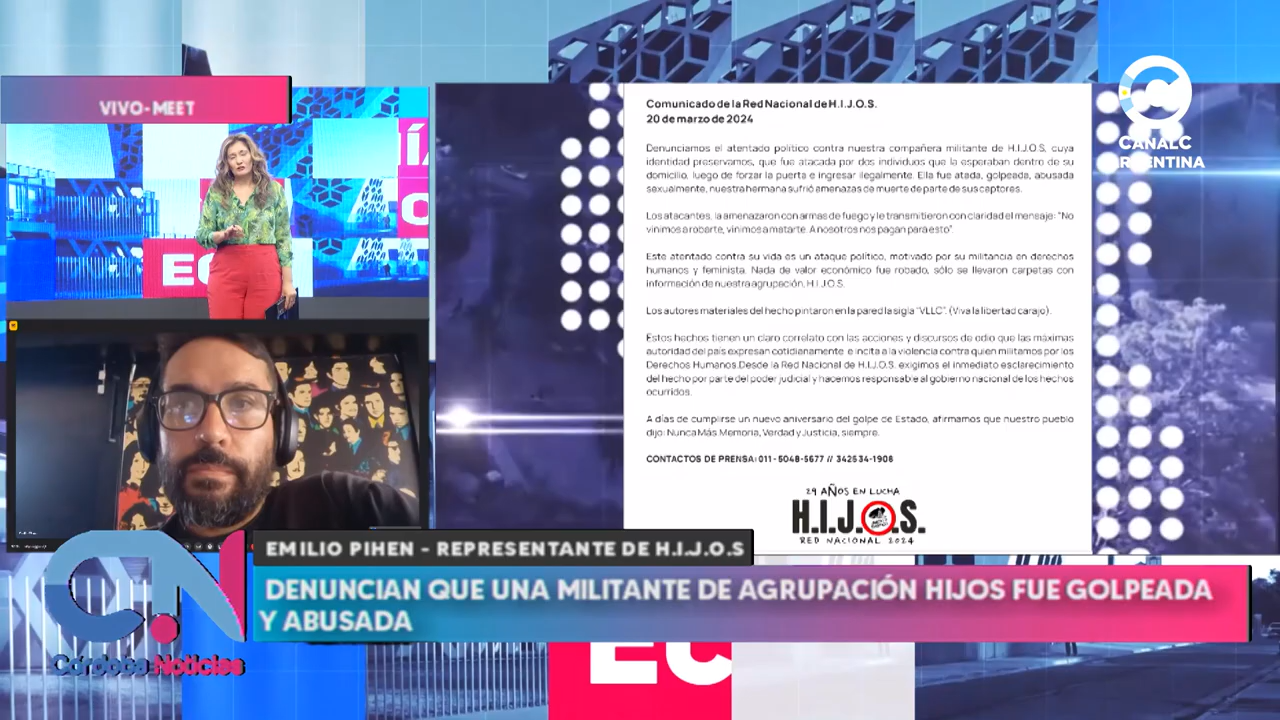 VIVO-MEET
CANALC
ARGENTINA
Comunicado de la Red Nacional de H.I.J.O.S.
20 de marzo de 2024
Denunciamos el atentado político contra nuestra compañera militante de H.I.J.O.S, cuya
identidad preservamos, que fue atacada por dos individuos que la esperaban dentro de su
domicilio, luego de forzar la puerta e ingresar ilegalmente. Ella fue atada, golpeada, abusada
sexualmente, nuestra hermana sufrió amenazas de muerte de parte de sus captores.
Los atacantes, la amenazaron con armas de fuego y le transmitieron con claridad el mensaje: "No
vinimos a robarte, vinimos a matarte. A nosotros nos pagan para esto".
Este atentado contra su vida es un ataque político, motivado por su militancia en derechos
humanos y feminista. Nada de valor económico fue robado, sólo se llevaron carpetas con
información de nuestra agrupación, H.I.J.O.S.
Los autores materiales del hecho pintaron en la pared la sigla "VLLC". (Viva la libertad carajo).
Estos hechos tienen un claro correlato con las acciones y discursos de odio que las máximas
autoridad del país expresan cotidianamente e incita a la violencia contra quien militamos por los
Derechos Humanos.Desde la Red Nacional de H.I.J.O.S. exigimos el inmediato esclarecimiento
del hecho por parte del poder judicial y hacemos responsable al gobierno nacional de los hechos
ocurridos.
A días de cumplirse un nuevo aniversario del golpe de Estado, afirmamos que nuestro pueblo
dijo: Nunca Más Memoria, Verdad y Justicia, siempre.
CONTACTOS DE PRENSA: 011 - 5048-5677 // 342 534-1908
29 AÑOS EN LUCHA
H.I.J.O.S.
RED NACIONAL 2024
EMILIO PIHEN - REPRESENTANTE DE H.I.J.O.S
DENUNCIAN QUE UNA MILITANTE DE AGRUPACIÓN HIJOS FUE GOLPEADA
Y ABUSADA
CN
Córdoba Noticias
EC